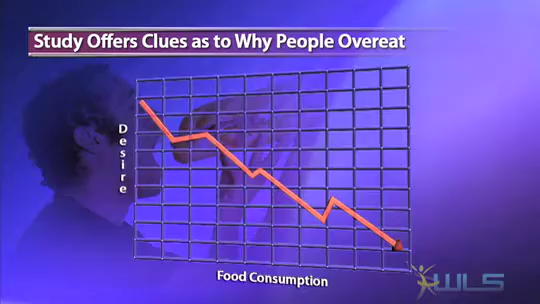 Study Offers Clues as to Why People Overeat
Desire
Food Consumption
WLS